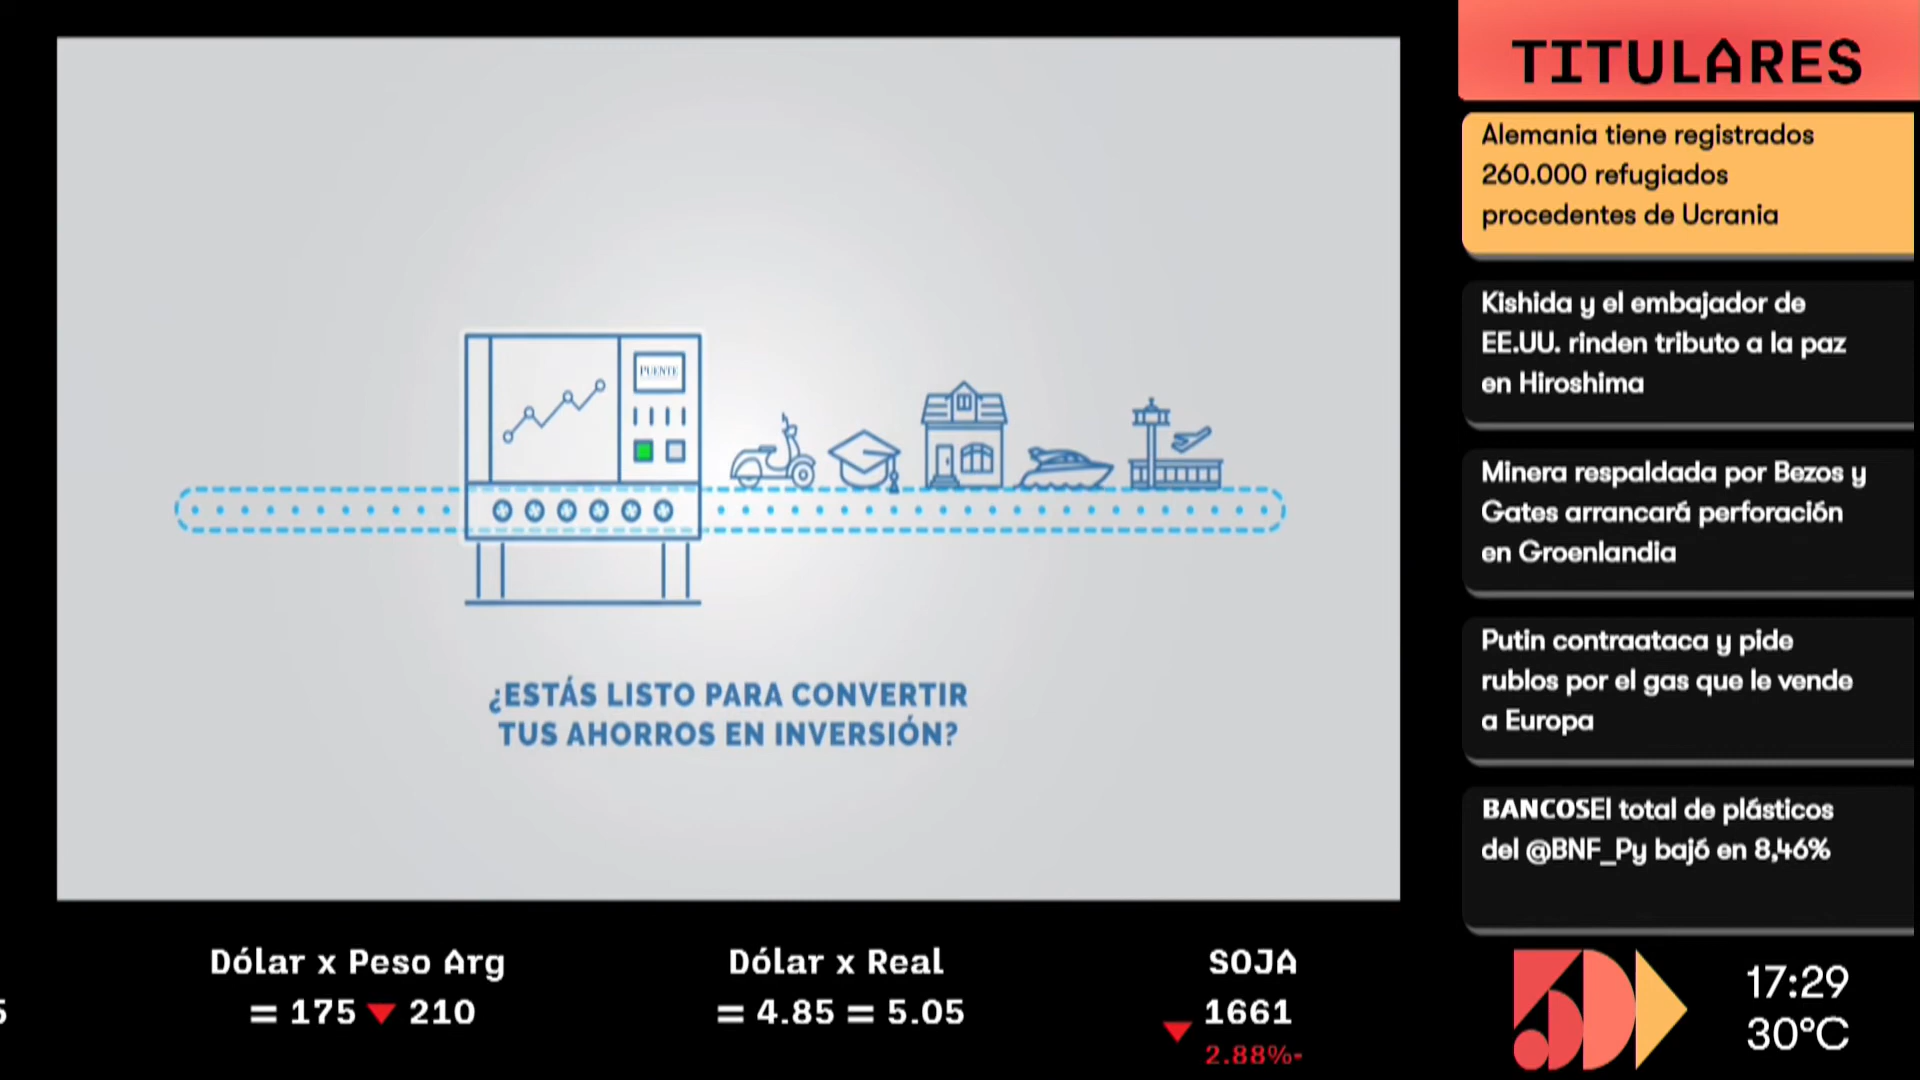 TITULARES
Alemania tiene registrados
260.000 refugiados
procedentes de Ucrania
Kishida y el embajador de
EE.UU. rinden tributo a la paz
en Hiroshima
Minera respaldada por Bezos y
Gates arrancará perforación
en Groenlandia
Putin contraataca y pide
rublos por el gas que le vende
a Europa
BANCOSEl total de plásticos
del @BNF_Py bajó en 8,46%
PUENTE
¿ESTÁS LISTO PARA CONVERTIR
TUS AHORROS EN INVERSIÓN?
Dólar x Peso Arg
= 175 ▼ 210
Dólar x Real
= 4.85 = 5.05
SOJA
▼ 1661
2.88%-
17:29
30°C